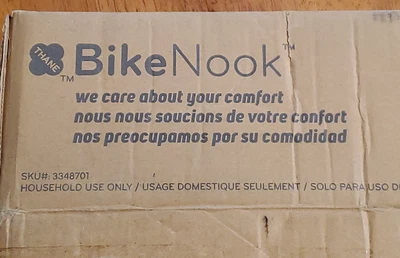 THANE
™ BikeNook™
we care about your comfort
nous nous soucions de votre confort
nos preocupamos por su comodidad
SKU#: 3348701
HOUSEHOLD USE ONLY / USAGE DOMESTIQUE SEULEMENT / SOLO PARA USO D